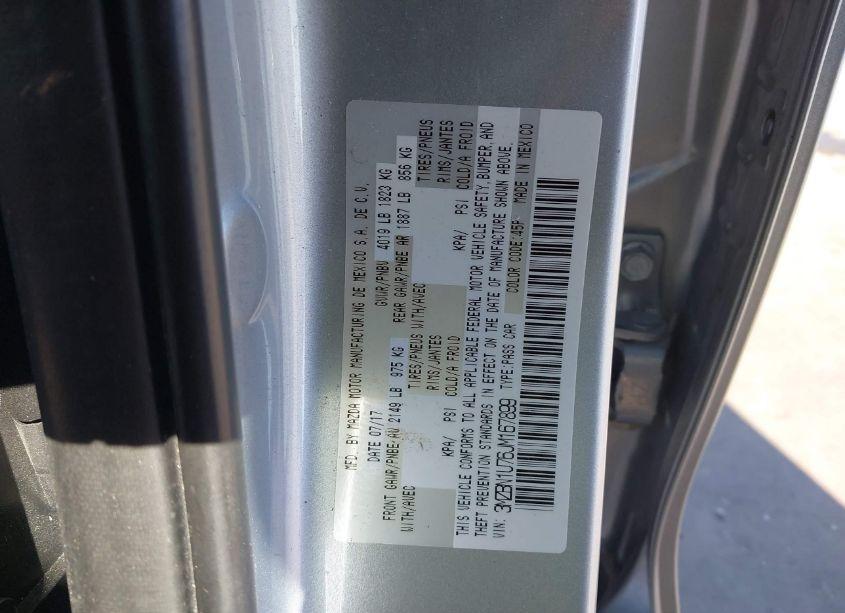 MFD. BY MAZDA MOTOR MANUFACTURING DE MEXICO S.A. DE C.V.
DATE 07/17 GVWR/PNBV 4019 LB 1823 KG
FRONT GAWR/PNBE AV 2149 LB 975 KG REAR GAWR/PNBE AR 1887 LB 856 KG
WITH/AVEC TIRES/PNEUS WITH/AVEC TIRES/PNEUS
RIMS/JANTES RIMS/JANTES
KPA/ PSI COLD/A FROID KPA/ PSI COLD/A FROID
THIS VEHICLE CONFORMS TO ALL APPLICABLE FEDERAL MOTOR VEHICLE SAFETY, BUMPER, AND
THEFT PREVENTION STANDARDS IN EFFECT ON THE DATE OF MANUFACTURE SHOWN ABOVE.
VIN: 3MZBN1U76JM167899 TYPE:PASS CAR COLOR CODE:45P MADE IN MEXICO